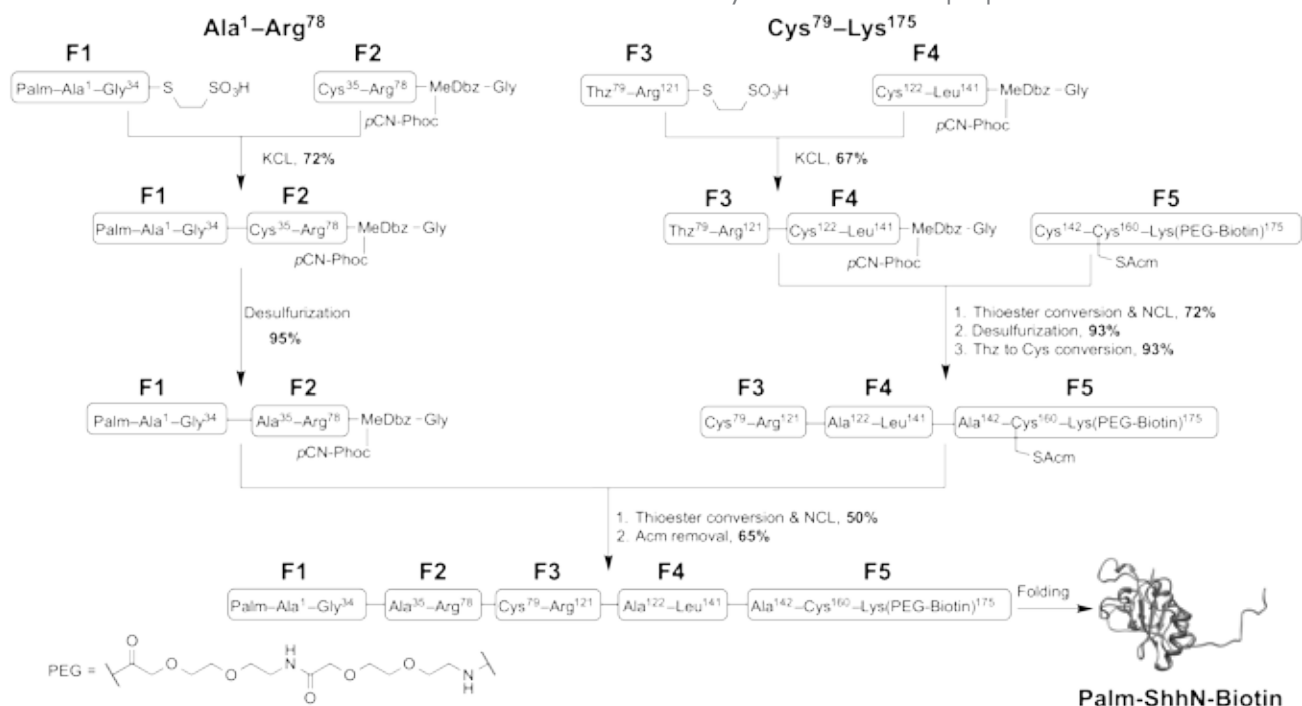 Ala¹–Arg⁷⁸
Cys⁷⁹–Lys¹⁷⁵
F1
F2
F3
F4
Palm–Ala¹–Gly³⁴
S
SO₃H
Cys³⁵–Arg⁷⁸
MeDbz - Gly
pCN-Phoc
Thz⁷⁹–Arg¹²¹
S
SO₃H
Cys¹²²–Leu¹⁴¹
MeDbz - Gly
pCN-Phoc
KCL, 72%
KCL, 67%
F1
F2
F3
F4
F5
Palm–Ala¹–Gly³⁴
Cys³⁵–Arg⁷⁸
MeDbz - Gly
pCN-Phoc
Thz⁷⁹–Arg¹²¹
Cys¹²²–Leu¹⁴¹
MeDbz - Gly
pCN-Phoc
Cys¹⁴²–Cys¹⁶⁰–Lys(PEG-Biotin)¹⁷⁵
SAcm
Desulfurization
95%
1. Thioester conversion & NCL, 72%
2. Desulfurization, 93%
3. Thz to Cys conversion, 93%
F1
F2
F3
F4
F5
Palm–Ala¹–Gly³⁴
Ala³⁵–Arg⁷⁸
MeDbz - Gly
pCN-Phoc
Cys⁷⁹–Arg¹²¹
Ala¹²²–Leu¹⁴¹
Ala¹⁴²–Cys¹⁶⁰–Lys(PEG-Biotin)¹⁷⁵
SAcm
1. Thioester conversion & NCL, 50%
2. Acm removal, 65%
F1
F2
F3
F4
F5
Palm–Ala¹–Gly³⁴
Ala³⁵–Arg⁷⁸
Cys⁷⁹–Arg¹²¹
Ala¹²²–Leu¹⁴¹
Ala¹⁴²–Cys¹⁶⁰–Lys(PEG-Biotin)¹⁷⁵
Folding
PEG =
O
O
O
H
N
O
O
O
N
H
Palm-ShhN-Biotin